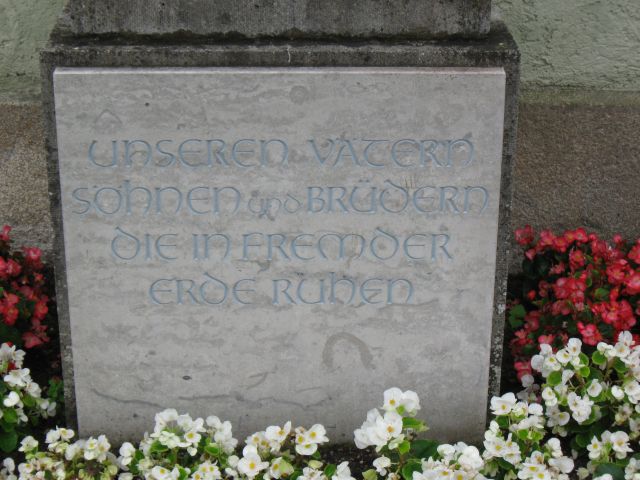 UNSEREN VÄTERN
SÖHNEN und BRÜDERN
DIE IN FREMDER
ERDE RUHEN